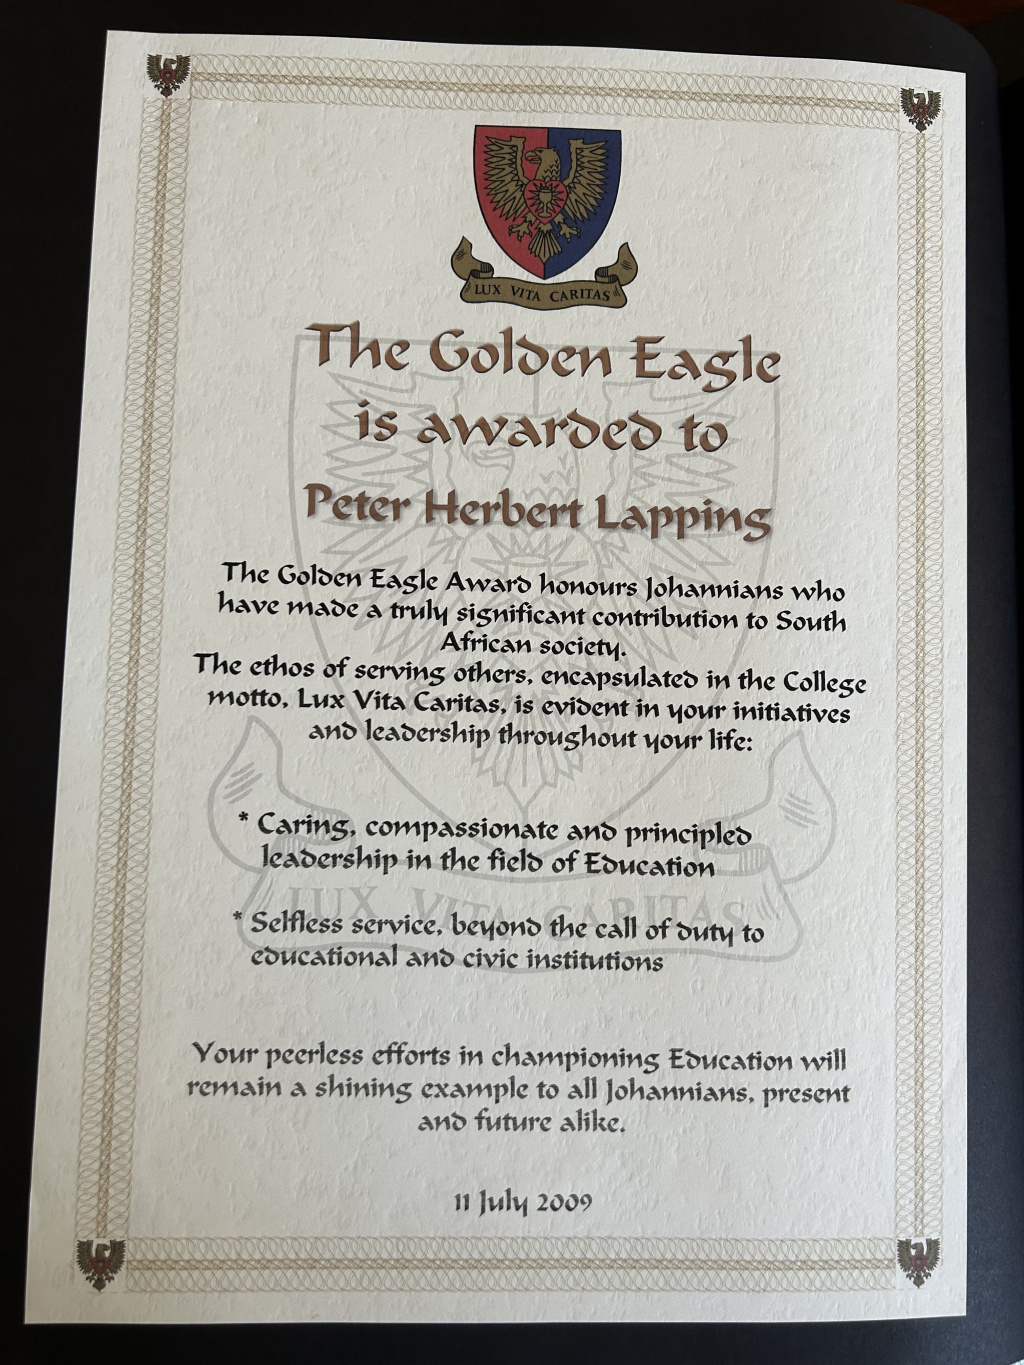 LUX VITA CARITAS
The Golden Eagle
is awarded to
Peter Herbert Lapping
The Golden Eagle Award honours Johannians who
have made a truly significant contribution to South
African society.
The ethos of serving others, encapsulated in the College
motto, Lux Vita Caritas, is evident in your initiatives
and leadership throughout your life:
* Caring, compassionate and principled
leadership in the field of Education
LUX VITA CARITAS
* Selfless service, beyond the call of duty to
educational and civic institutions
Your peerless efforts in championing Education will
remain a shining example to all Johannians, present
and future alike.
11 July 2009